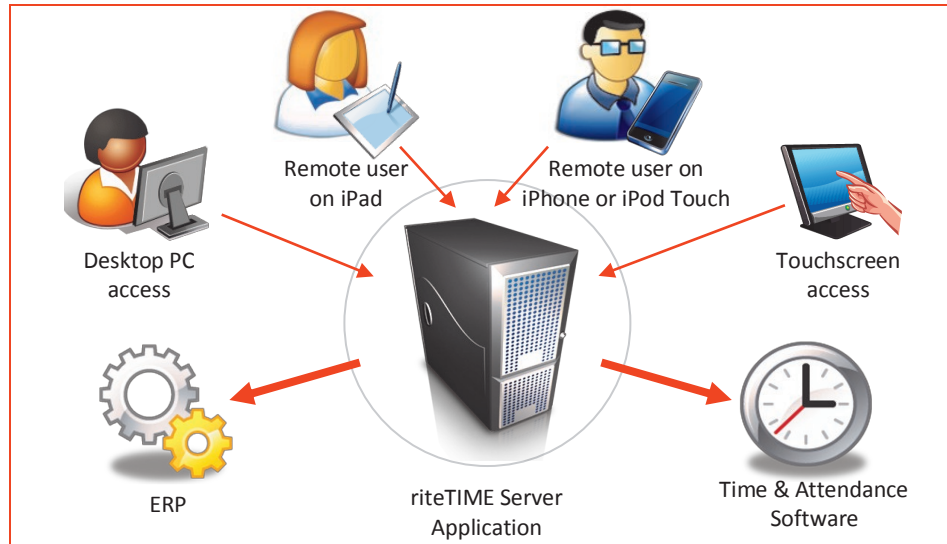 Remote user
on iPad
Remote user on
iPhone or iPod Touch
Desktop PC
access
Touchscreen
access
ERP
riteTIME Server
Application
Time & Attendance
Software